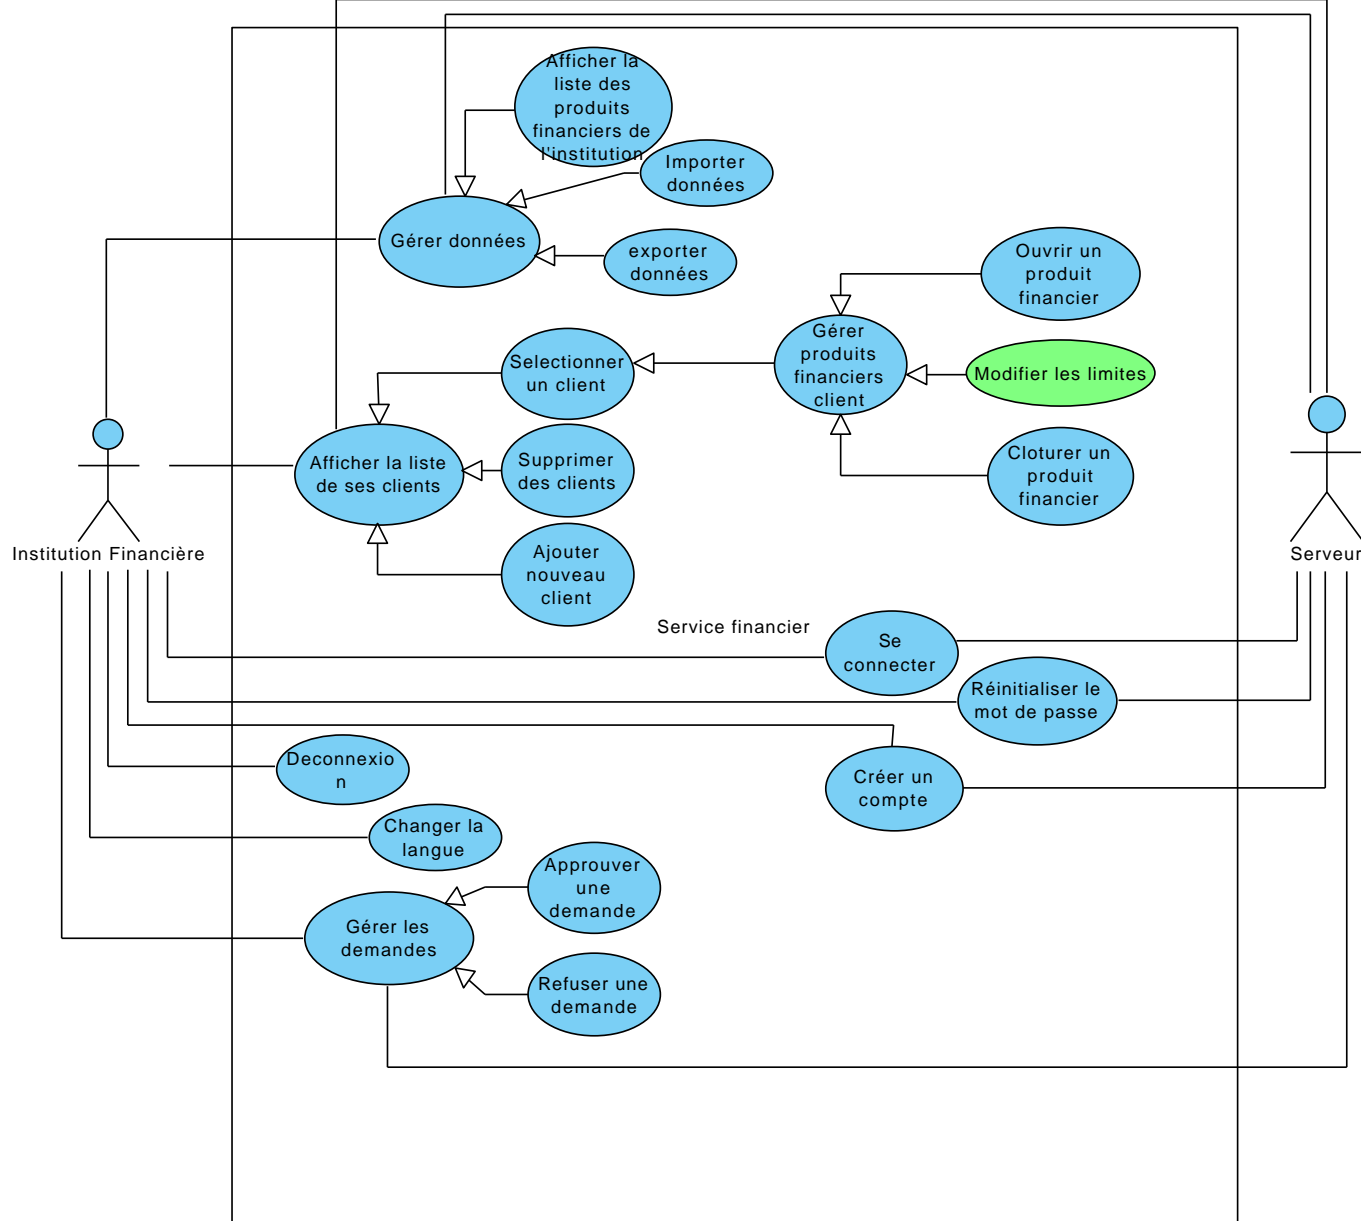 Afficher la
liste des
produits
financiers de
l'institution
Importer
données
Gérer données
exporter
données
Ouvrir un
produit
financier
Gérer
produits
financiers
client
Selectionner
un client
Modifier les limites
Afficher la liste
de ses clients
Supprimer
des clients
Cloturer un
produit
financier
Institution Financière
Serveur
Ajouter
nouveau
client
Service financier
Se
connecter
Réinitialiser le
mot de passe
Deconnexio
n
Créer un
compte
Changer la
langue
Approuver
une
demande
Gérer les
demandes
Refuser une
demande